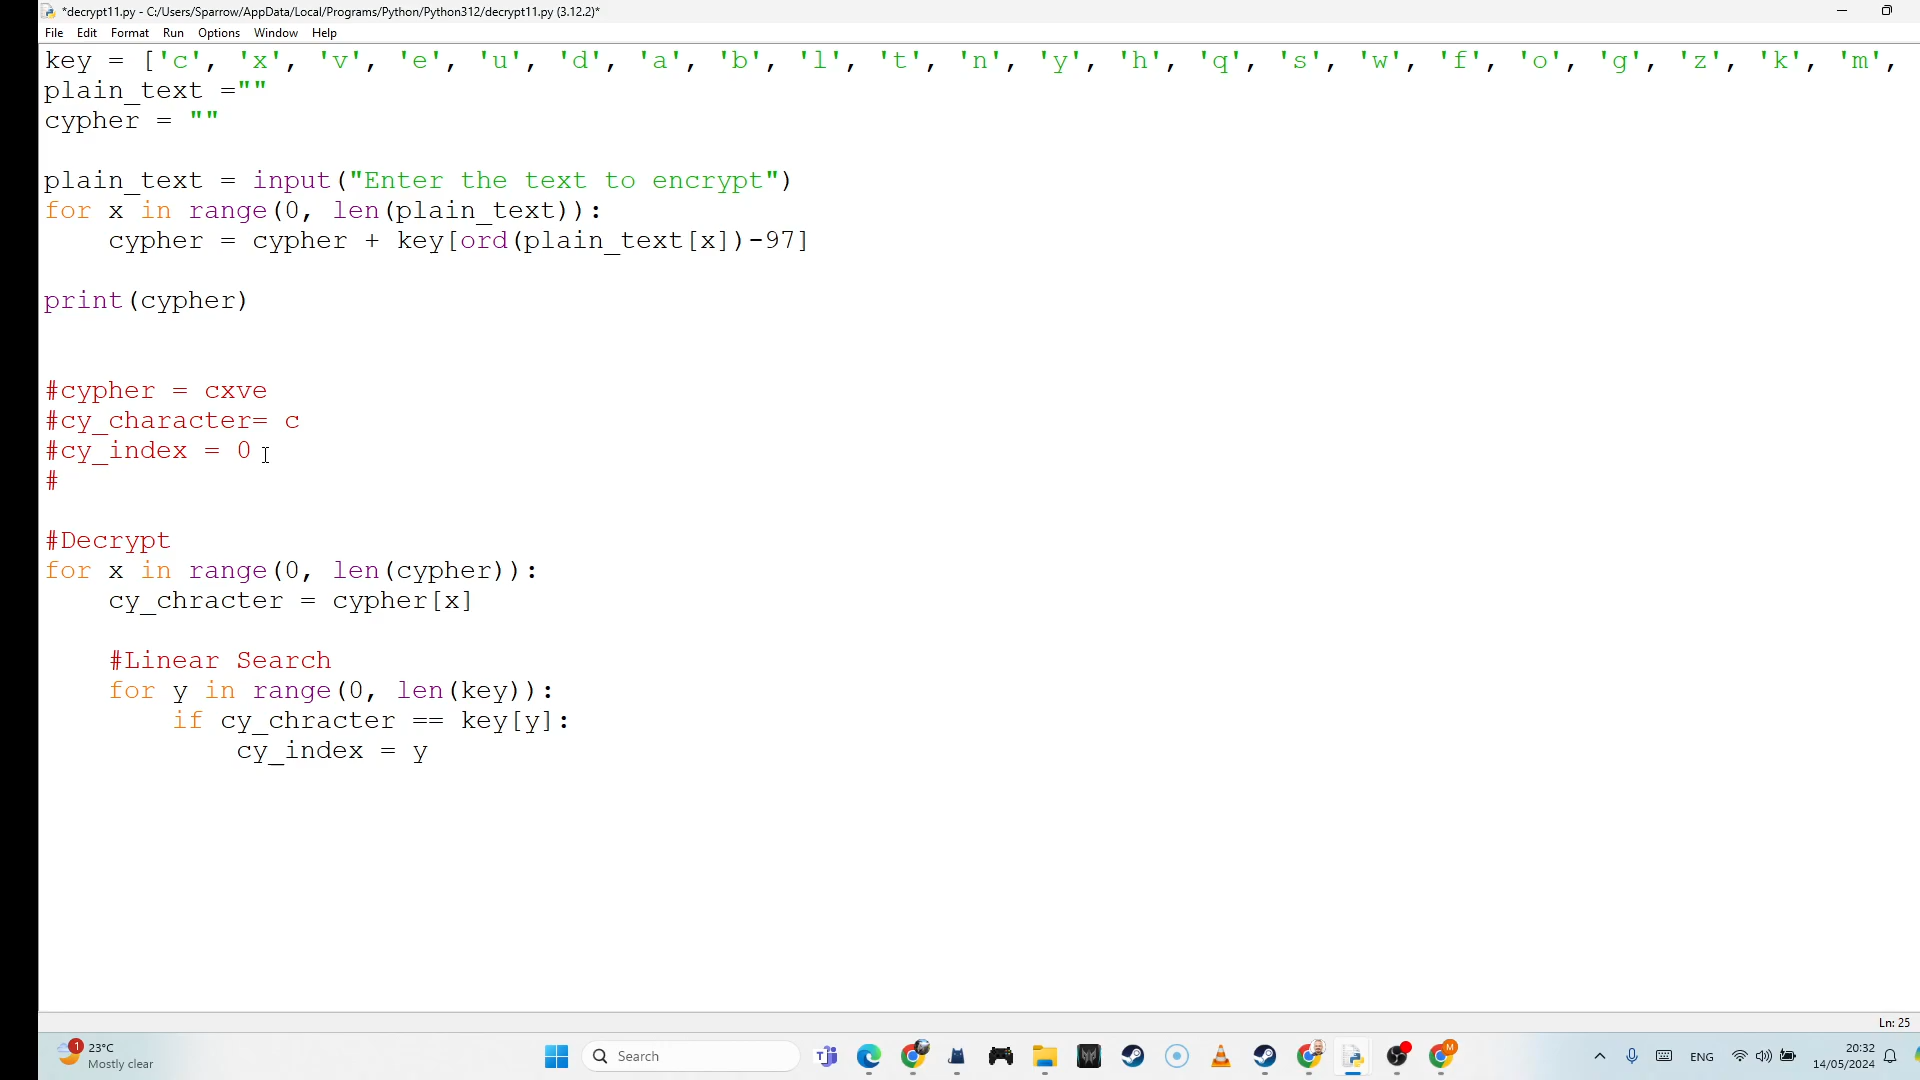 *decrypt11.py - C:/Users/Sparrow/AppData/Local/Programs/Python/Python312/decrypt11.py (3.12.2)*
File Edit Format Run Options Window Help
key = ['c', 'x', 'v', 'e', 'u', 'd', 'a', 'b', 'l', 't', 'n', 'y', 'h', 'q', 's', 'w', 'f', 'o', 'g', 'z', 'k', 'm',
plain_text =""
cypher = ""
plain_text = input("Enter the text to encrypt")
for x in range(0, len(plain_text)):
    cypher = cypher + key[ord(plain_text[x])-97]
print(cypher)
#cypher = cxve
#cy_character= c
#cy_index = 0
#
#Decrypt
for x in range(0, len(cypher)):
    cy_chracter = cypher[x]
    #Linear Search
    for y in range(0, len(key)):
        if cy_chracter == key[y]:
            cy_index = y
Ln: 25
1 23°C
Mostly clear
Search
M
ENG
20:32
14/05/2024